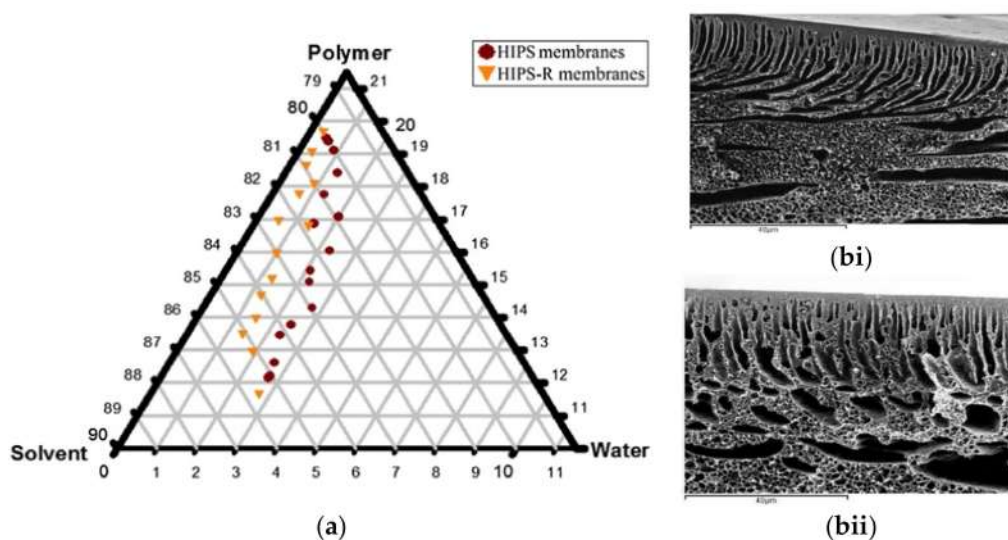 Polymer
HIPS membranes
HIPS-R membranes
79
80
81
82
83
84
85
86
87
88
89
90
21
20
19
18
17
16
15
14
13
12
11
Solvent
Water
0 1 2 3 4 5 6 7 8 9 10 11
(a)
40µm
(bi)
40µm
(bii)